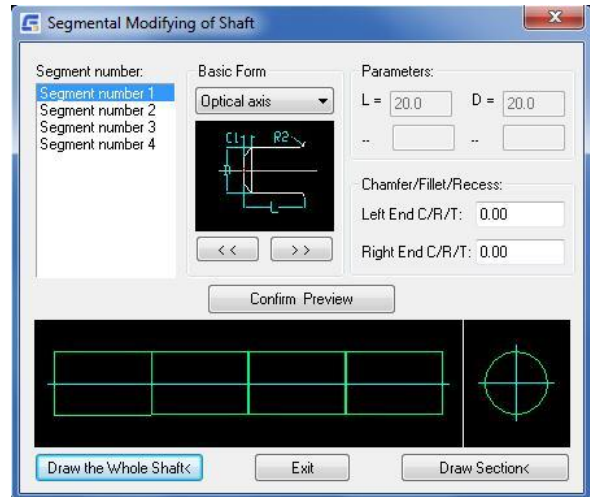 Segmental Modifying of Shaft
Segment number:
Segment number 1
Segment number 2
Segment number 3
Segment number 4
Basic Form
Optical axis
C1 R2
D
L
<< >>
Parameters:
L = 20.0 D = 20.0
-- --
Chamfer/Fillet/Recess:
Left End C/R/T: 0.00
Right End C/R/T: 0.00
Confirm Preview
Draw the Whole Shaft<
Exit
Draw Section<